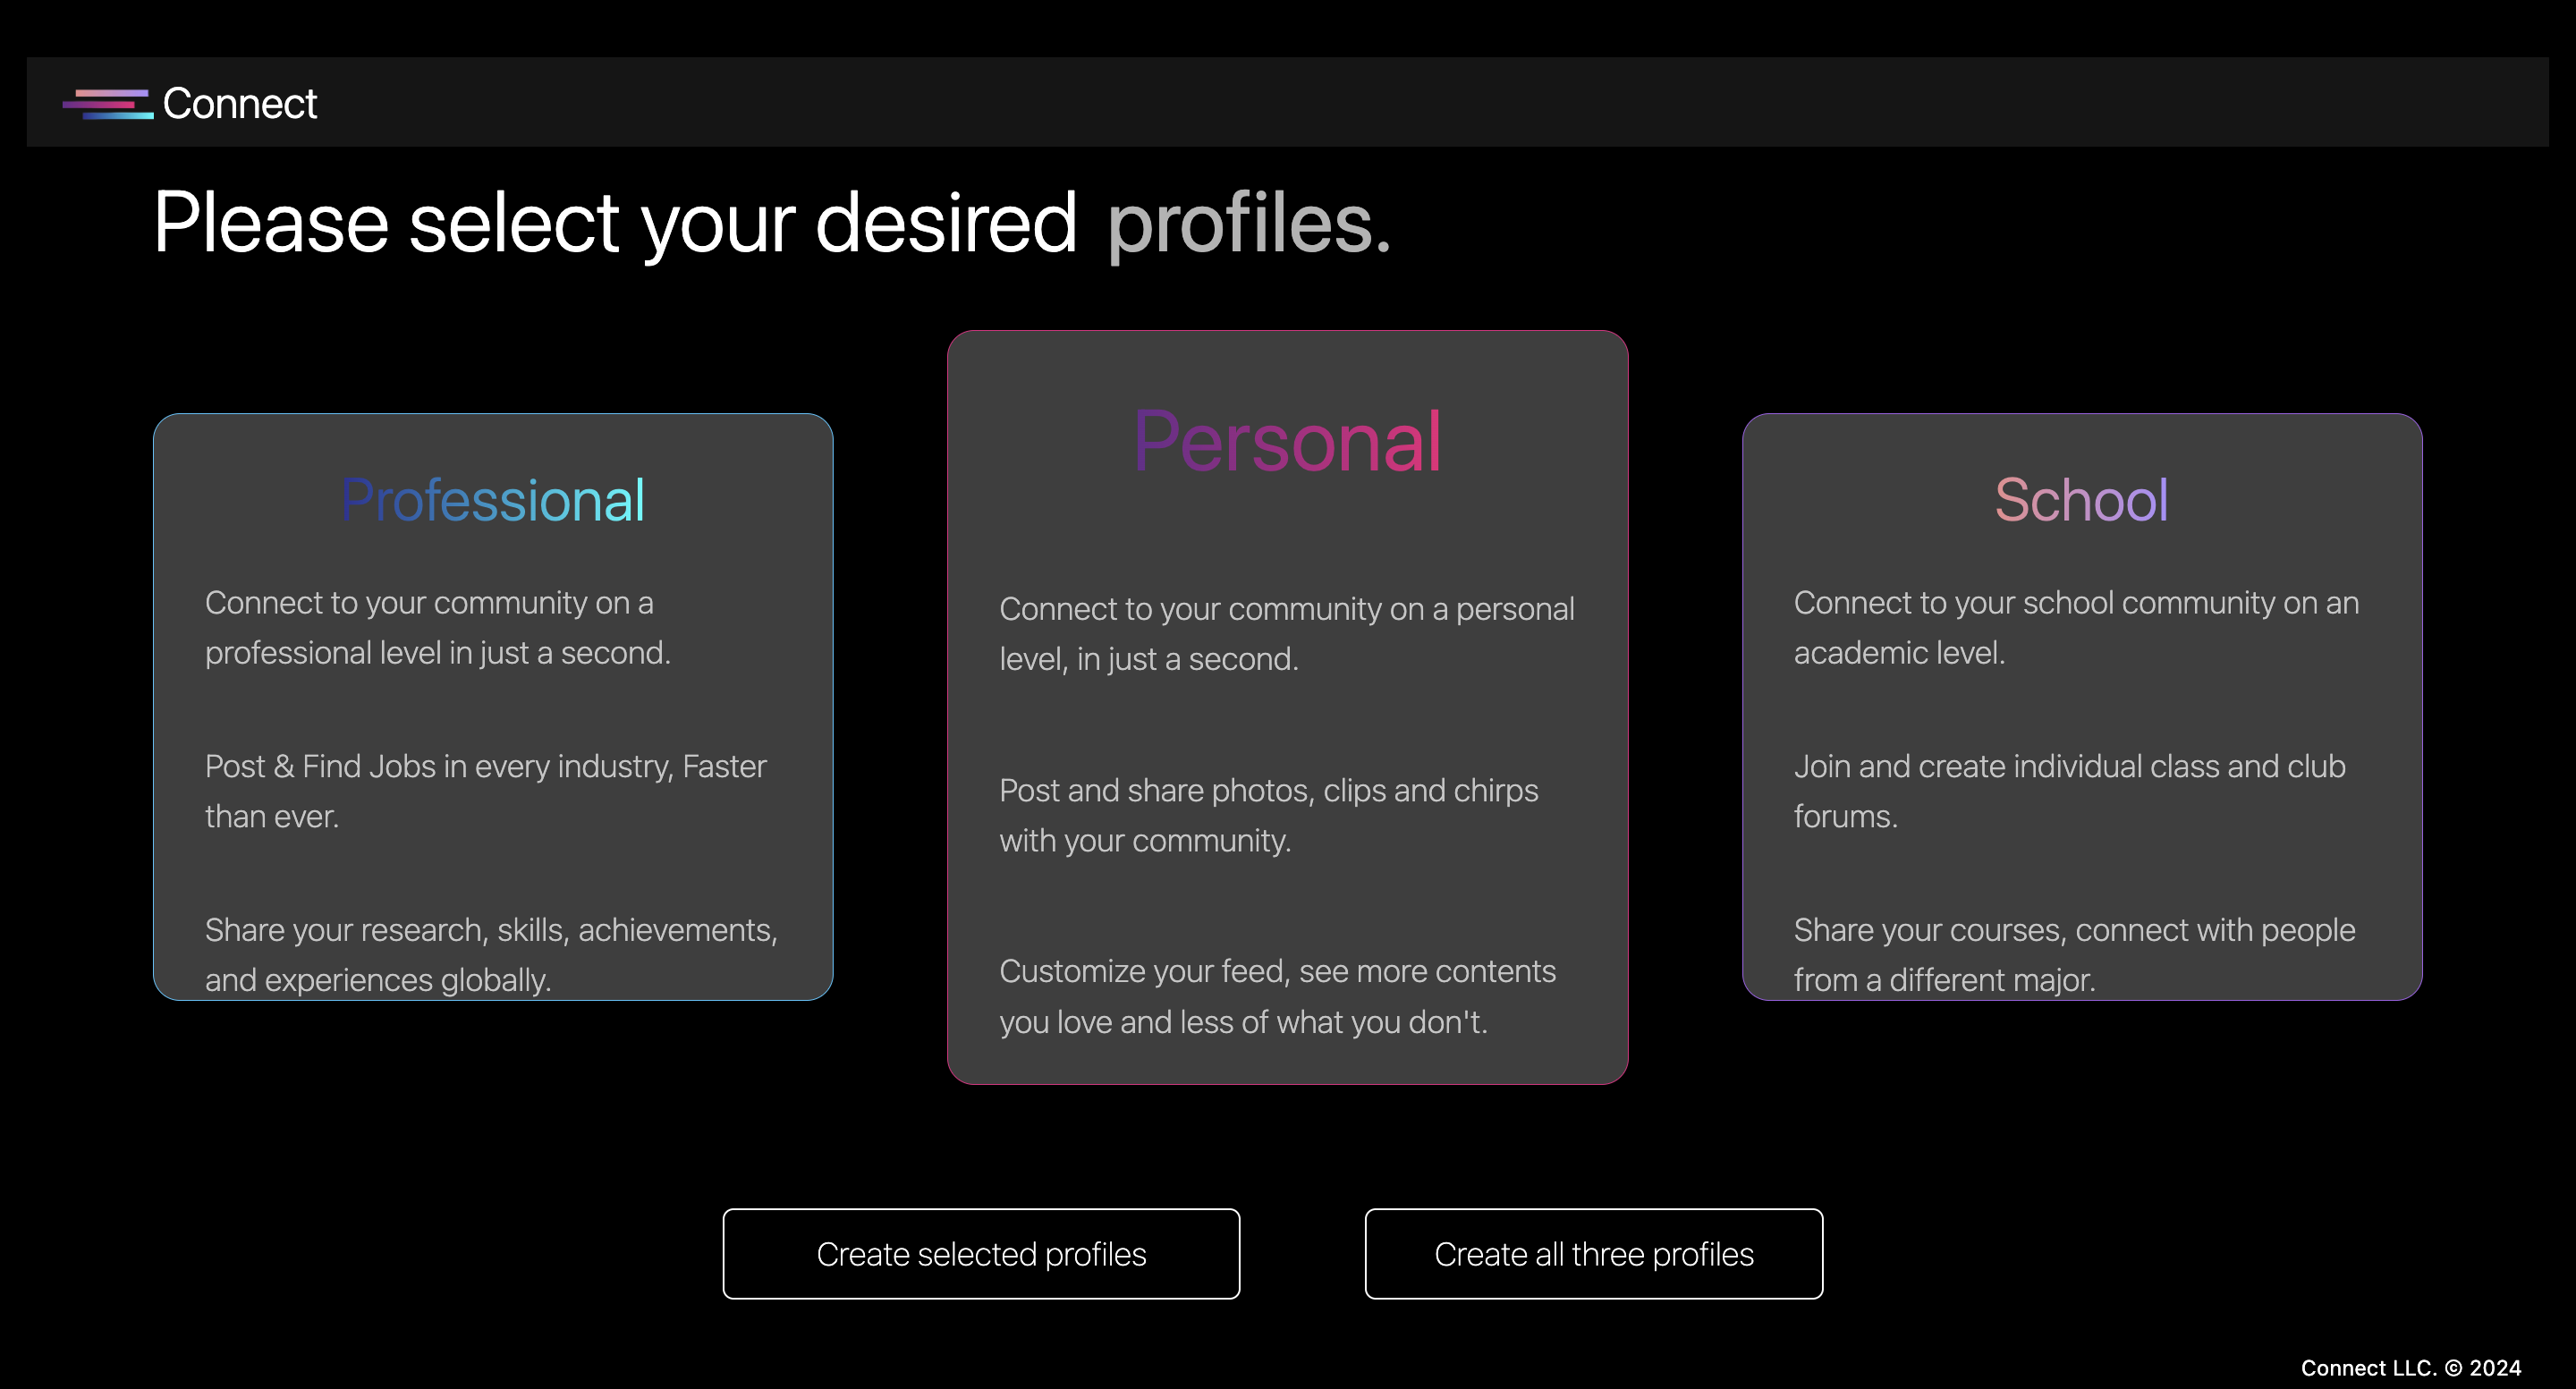 Connect
Please select your desired profiles.
Professional
Connect to your community on a
professional level in just a second.
Post & Find Jobs in every industry, Faster
than ever.
Share your research, skills, achievements,
and experiences globally.
Personal
Connect to your community on a personal
level, in just a second.
Post and share photos, clips and chirps
with your community.
Customize your feed, see more contents
you love and less of what you don't.
School
Connect to your school community on an
academic level.
Join and create individual class and club
forums.
Share your courses, connect with people
from a different major.
Create selected profiles
Create all three profiles
Connect LLC. © 2024